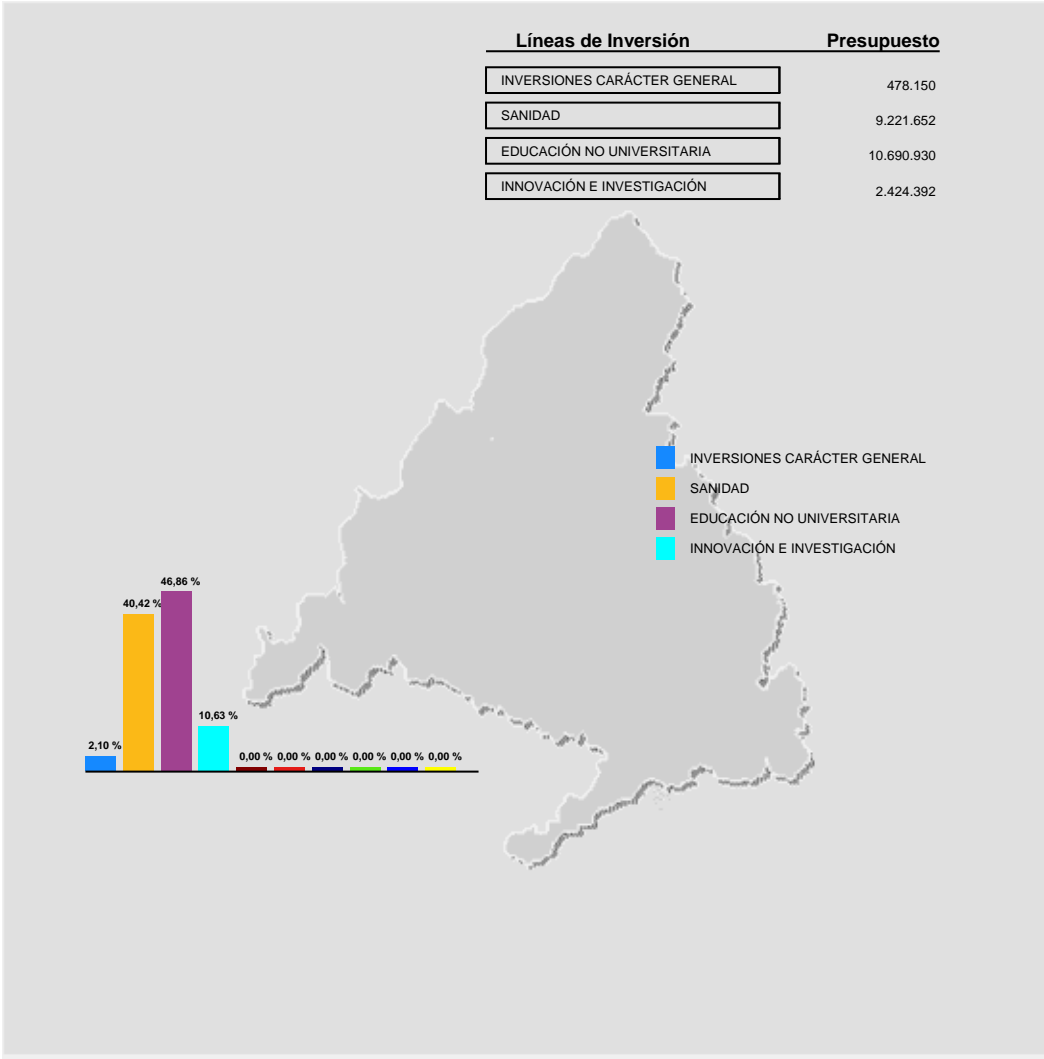 Líneas de Inversión Presupuesto
INVERSIONES CARÁCTER GENERAL 478.150
SANIDAD 9.221.652
EDUCACIÓN NO UNIVERSITARIA 10.690.930
INNOVACIÓN E INVESTIGACIÓN 2.424.392
INVERSIONES CARÁCTER GENERAL
SANIDAD
EDUCACIÓN NO UNIVERSITARIA
INNOVACIÓN E INVESTIGACIÓN
46,86 %
40,42 %
10,63 %
2,10 %
0,00 % 0,00 % 0,00 % 0,00 % 0,00 % 0,00 %